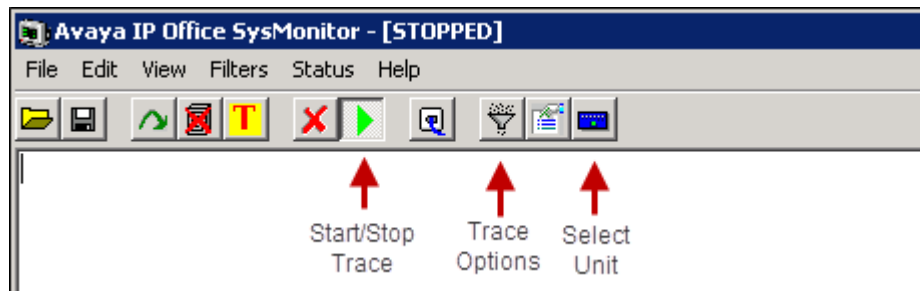 Avaya IP Office SysMonitor - [STOPPED]
File Edit View Filters Status Help
T
Start/Stop
Trace
Trace
Options
Select
Unit